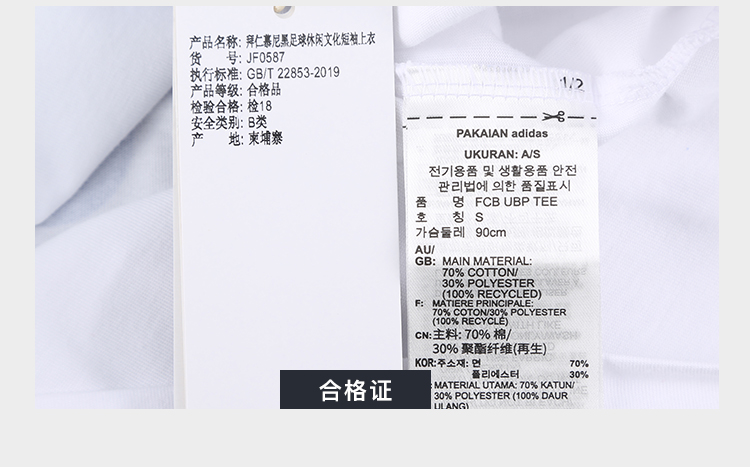 产品名称: 拜仁慕尼黑足球休闲文化短袖上衣
货 号: JF0587
执行标准: GB/T 22853-2019
产品等级: 合格品
检验合格: 检18
安全类别: B类
产 地: 柬埔寨
1/2
PAKAIAN adidas
UKURAN: A/S
전기용품 및 생활용품 안전
관리법에 의한 품질표시
품 명 FCB UBP TEE
호 칭 S
가슴둘레 90cm
AU/
GB: MAIN MATERIAL:
70% COTTON/
30% POLYESTER
(100% RECYCLED)
F: MATIERE PRINCIPALE:
70% COTON/30% POLYESTER
(100% RECYCLÉ)
CN: 主料: 70% 棉/
30% 聚酯纤维(再生)
KOR: 주소재: 면 70%
폴리에스터 30%
: MATERIAL UTAMA: 70% KATUN/
30% POLYESTER (100% DAUR
ULANG)
合格证